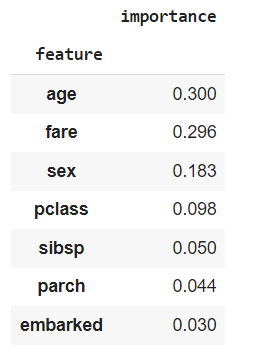 importance
feature
age 0.300
fare 0.296
sex 0.183
pclass 0.098
sibsp 0.050
parch 0.044
embarked 0.030